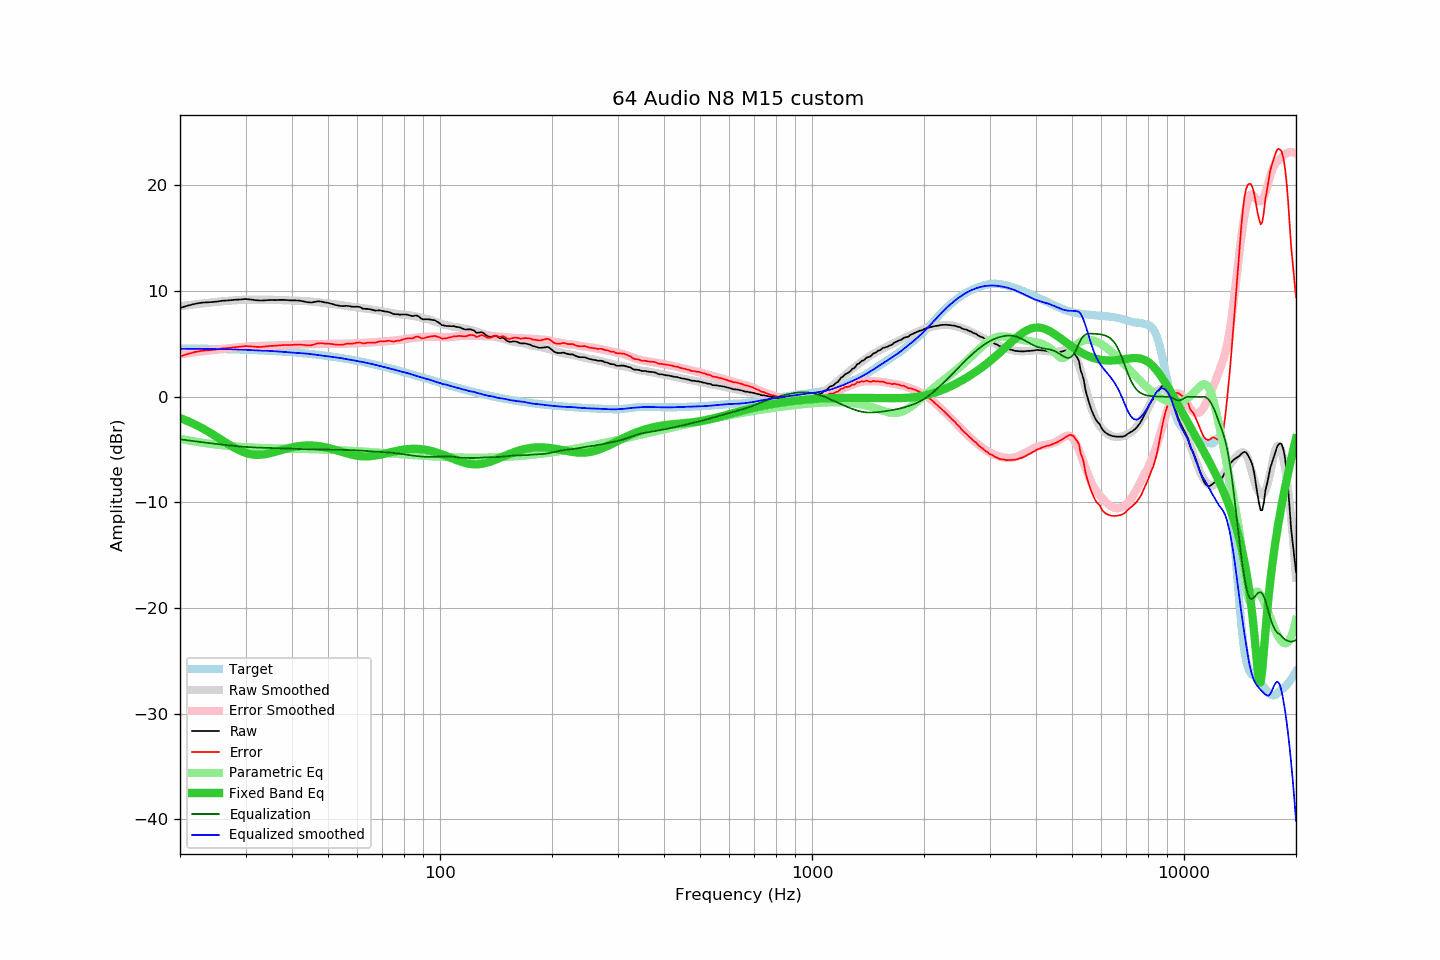 64 Audio N8 M15 custom
20
10
0
−10
−20
−30
−40
Amplitude (dBr)
Target
Raw Smoothed
Error Smoothed
Raw
Error
Parametric Eq
Fixed Band Eq
Equalization
Equalized smoothed
100 1000 10000
Frequency (Hz)